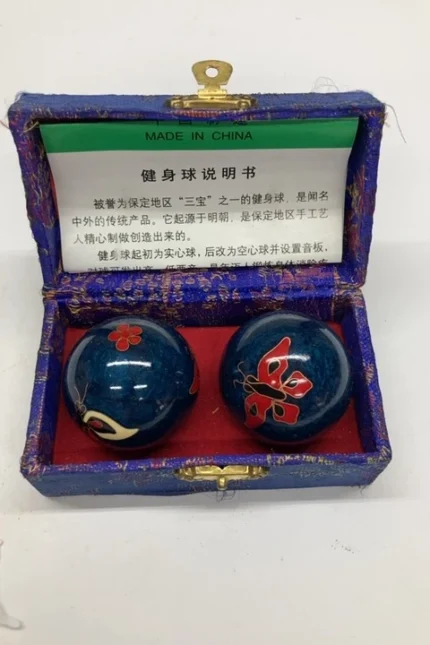 MADE IN CHINA
健身球说明书
被誉为保定地区“三宝”之一的健身球，是闻名
中外的传统产品。它起源于明朝，是保定地区手工艺
人精心制做创造出来的。
健身球起初为实心球，后改为空心球并设置音板，